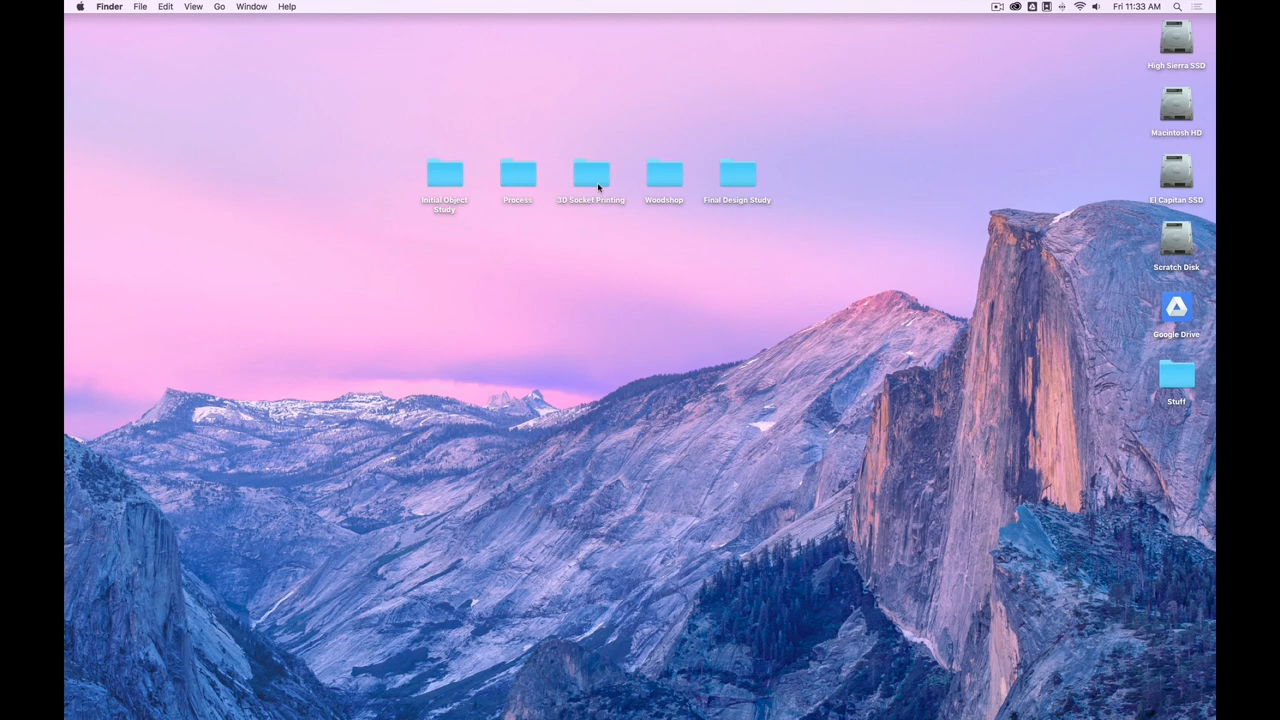 Finder File Edit View Go Window Help Fri 11:33 AM
High Sierra SSD
Macintosh HD
Initial Object
Study
Process
3D Socket Printing
Woodshop
Final Design Study
El Capitan SSD
Scratch Disk
Google Drive
Stuff